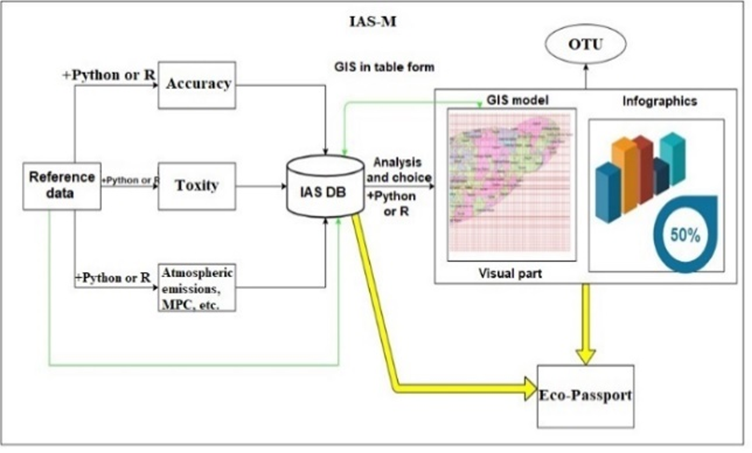 IAS-M
OTU
GIS in table form
+Python or R
Accuracy
GIS model
Infographics
Reference
data
+Python or R
Toxity
IAS DB
Analysis
and choice
+Python
or R
50%
+Python or R
Atmospheric
emissions,
MPC, etc.
Visual part
Eco-Passport